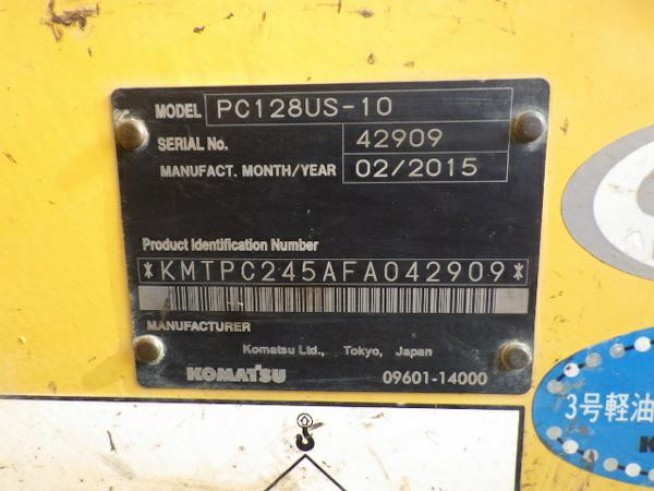 MODEL PC128US-10
SERIAL No. 42909
MANUFACT. MONTH/YEAR 02/2015
Product Identification Number
*KMTPC245AFA042909*
MANUFACTURER
Komatsu Ltd., Tokyo, Japan
KOMATSU 09601-14000
3号軽油